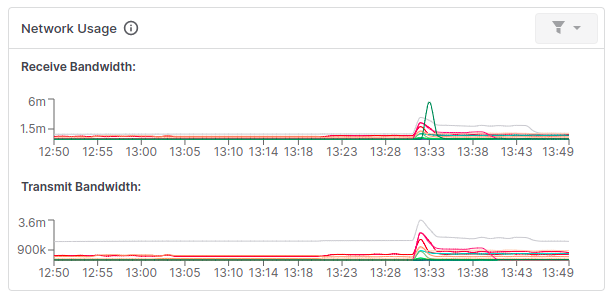 Network Usage
Receive Bandwidth:
6m
1.5m
12:50 12:55 13:00 13:05 13:10 13:14 13:18 13:23 13:28 13:33 13:38 13:43 13:49
Transmit Bandwidth:
3.6m
900k
12:50 12:55 13:00 13:05 13:10 13:14 13:18 13:23 13:28 13:33 13:38 13:43 13:49